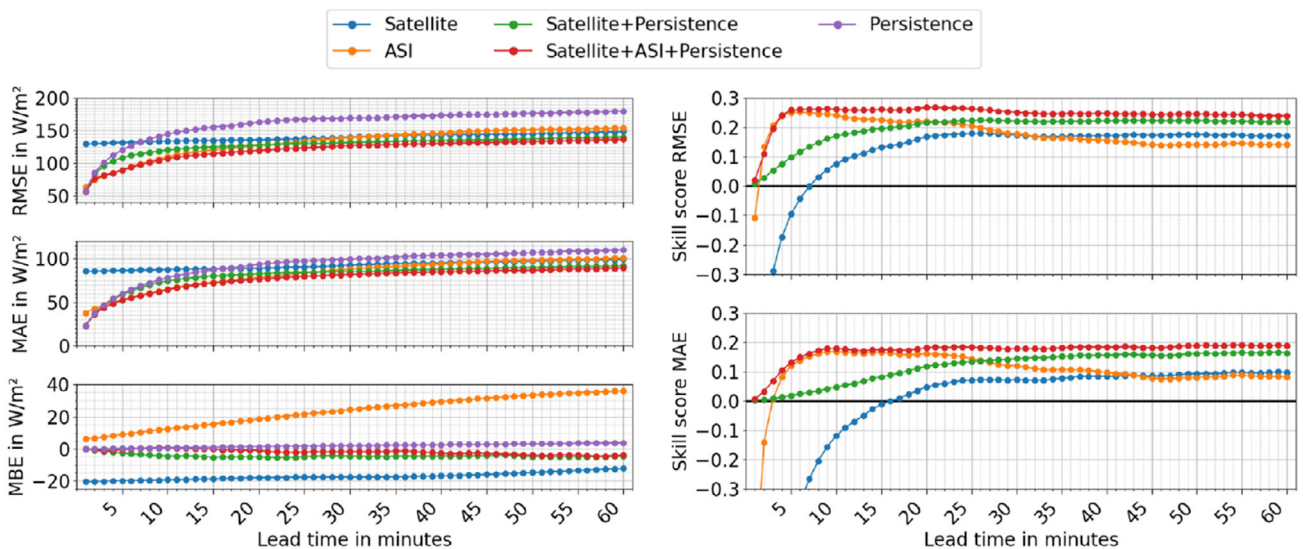 Satellite
Satellite+Persistence
Persistence
ASI
Satellite+ASI+Persistence
RMSE in W/m²
200
150
100
50
MAE in W/m²
100
50
0
MBE in W/m²
40
20
0
−20
5 10 15 20 25 30 35 40 45 50 55 60
Lead time in minutes
Skill score RMSE
0.3
0.2
0.1
0.0
−0.1
−0.2
−0.3
Skill score MAE
0.3
0.2
0.1
0.0
−0.1
−0.2
−0.3
5 10 15 20 25 30 35 40 45 50 55 60
Lead time in minutes